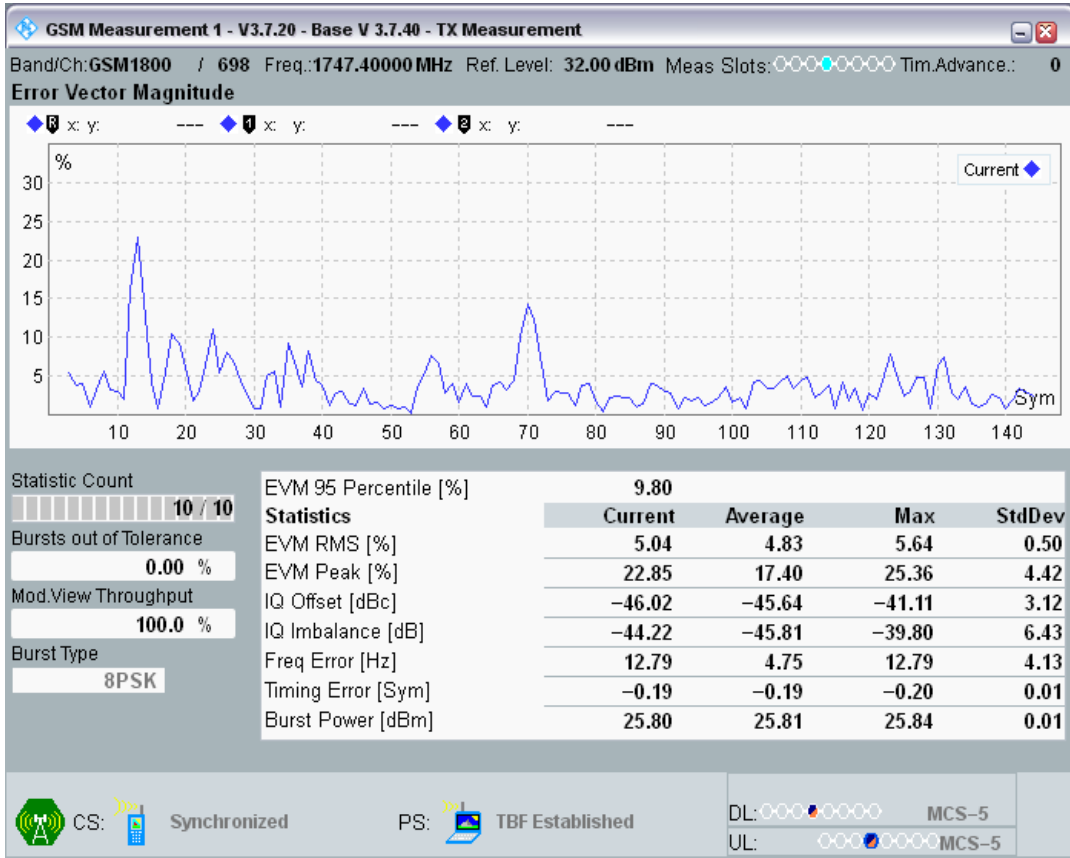 GSM Measurement 1 - V3.7.20 - Base V 3.7.40 - TX Measurement
Band/Ch:GSM1800 / 698 Freq.:1747.40000 MHz Ref. Level: 32.00 dBm Meas Slots: Tim.Advance.: 0
Error Vector Magnitude
R x: y: --- 1 x: y: --- 2 x: y: ---
%
Current
30
25
20
15
10
5
Sym
10 20 30 40 50 60 70 80 90 100 110 120 130 140
Statistic Count
10 / 10
Bursts out of Tolerance
0.00 %
Mod.View Throughput
100.0 %
Burst Type
8PSK
EVM 95 Percentile [%] 9.80
Statistics Current Average Max StdDev
EVM RMS [%] 5.04 4.83 5.64 0.50
EVM Peak [%] 22.85 17.40 25.36 4.42
IQ Offset [dBc] −46.02 −45.64 −41.11 3.12
IQ Imbalance [dB] −44.22 −45.81 −39.80 6.43
Freq Error [Hz] 12.79 4.75 12.79 4.13
Timing Error [Sym] −0.19 −0.19 −0.20 0.01
Burst Power [dBm] 25.80 25.81 25.84 0.01
CS: Synchronized PS: TBF Established
DL: MCS−5
UL: MCS−5